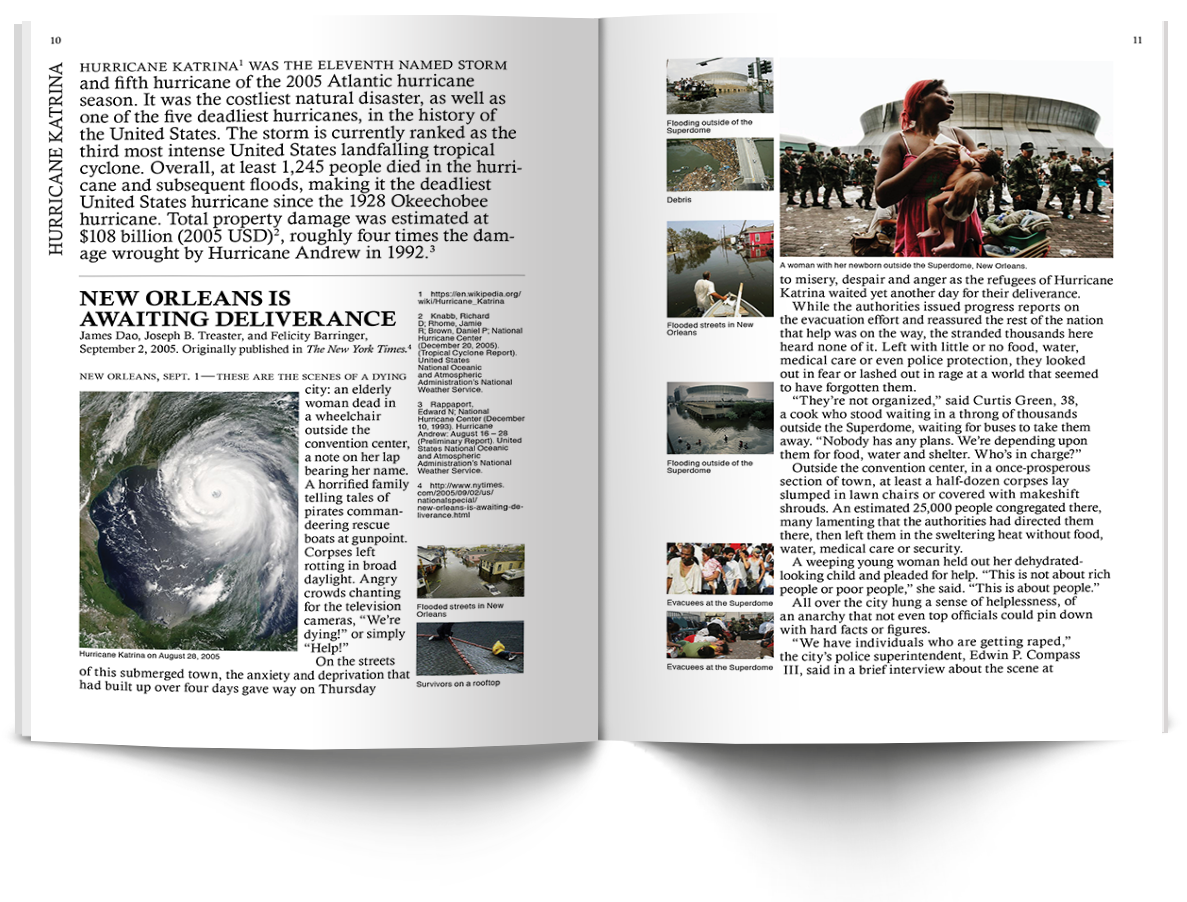 10
HURRICANE KATRINA
HURRICANE KATRINA¹ WAS THE ELEVENTH NAMED STORM
and fifth hurricane of the 2005 Atlantic hurricane
season. It was the costliest natural disaster, as well as
one of the five deadliest hurricanes, in the history of
the United States. The storm is currently ranked as the
third most intense United States landfalling tropical
cyclone. Overall, at least 1,245 people died in the hurri-
cane and subsequent floods, making it the deadliest
United States hurricane since the 1928 Okeechobee
hurricane. Total property damage was estimated at
$108 billion (2005 USD)², roughly four times the dam-
age wrought by Hurricane Andrew in 1992.³
NEW ORLEANS IS
AWAITING DELIVERANCE
James Dao, Joseph B. Treaster, and Felicity Barringer,
September 2, 2005. Originally published in The New York Times.⁴
NEW ORLEANS, SEPT. 1—THESE ARE THE SCENES OF A DYING
city: an elderly
woman dead in
a wheelchair
outside the
convention center,
a note on her lap
bearing her name.
A horrified family
telling tales of
pirates comman-
deering rescue
boats at gunpoint.
Corpses left
rotting in broad
daylight. Angry
crowds chanting
for the television
cameras, “We’re
dying!” or simply
“Help!”
On the streets
Hurricane Katrina on August 28, 2005
of this submerged town, the anxiety and deprivation that
had built up over four days gave way on Thursday
1 https://en.wikipedia.org/
wiki/Hurricane_Katrina
2 Knabb, Richard
D; Rhome, Jamie
R; Brown, Daniel P; National
Hurricane Center
(December 20, 2005).
(Tropical Cyclone Report).
United States
National Oceanic
and Atmospheric
Administration’s National
Weather Service.
3 Rappaport,
Edward N; National
Hurricane Center (December
10, 1993). Hurricane
Andrew: August 16 – 28
(Preliminary Report). United
States National Oceanic
and Atmospheric
Administration’s National
Weather Service.
4 http://www.nytimes.
com/2005/09/02/us/
nationalspecial/
new-orleans-is-awaiting-de-
liverance.html
Flooded streets in New
Orleans
Survivors on a rooftop
11
Flooding outside of the
Superdome
Debris
Flooded streets in New
Orleans
Flooding outside of the
Superdome
Evacuees at the Superdome
Evacuees at the Superdome
A woman with her newborn outside the Superdome, New Orleans.
to misery, despair and anger as the refugees of Hurricane
Katrina waited yet another day for their deliverance.
While the authorities issued progress reports on
the evacuation effort and reassured the rest of the nation
that help was on the way, the stranded thousands here
heard none of it. Left with little or no food, water,
medical care or even police protection, they looked
out in fear or lashed out in rage at a world that seemed
to have forgotten them.
“They’re not organized,” said Curtis Green, 38,
a cook who stood waiting in a throng of thousands
outside the Superdome, waiting for buses to take them
away. “Nobody has any plans. We’re depending upon
them for food, water and shelter. Who’s in charge?”
Outside the convention center, in a once-prosperous
section of town, at least a half-dozen corpses lay
slumped in lawn chairs or covered with makeshift
shrouds. An estimated 25,000 people congregated there,
many lamenting that the authorities had directed them
there, then left them in the sweltering heat without food,
water, medical care or security.
A weeping young woman held out her dehydrated-
looking child and pleaded for help. “This is not about rich
people or poor people,” she said. “This is about people.”
All over the city hung a sense of helplessness, of
an anarchy that not even top officials could pin down
with hard facts or figures.
“We have individuals who are getting raped,”
the city’s police superintendent, Edwin P. Compass
III, said in a brief interview about the scene at